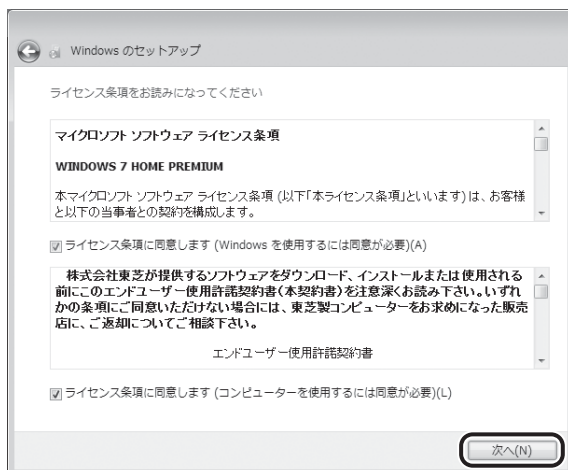 Windows のセットアップ
ライセンス条項をお読みになってください
マイクロソフト ソフトウェア ライセンス条項
WINDOWS 7 HOME PREMIUM
本マイクロソフト ソフトウェア ライセンス条項 (以下「本ライセンス条項」といいます) は、お客様
と以下の当事者との契約を構成します。
ライセンス条項に同意します (Windows を使用するには同意が必要)(A)
株式会社東芝が提供するソフトウェアをダウンロード、インストールまたは使用される
前にこのエンドユーザー使用許諾契約書(本契約書)を注意深くお読み下さい。いずれ
かの条項にご同意いただけない場合には、東芝製コンピューターをお求めになった販売
店に、ご返却についてご相談下さい。
エンドユーザー使用許諾契約書
ライセンス条項に同意します (コンピューターを使用するには同意が必要)(L)
次へ(N)